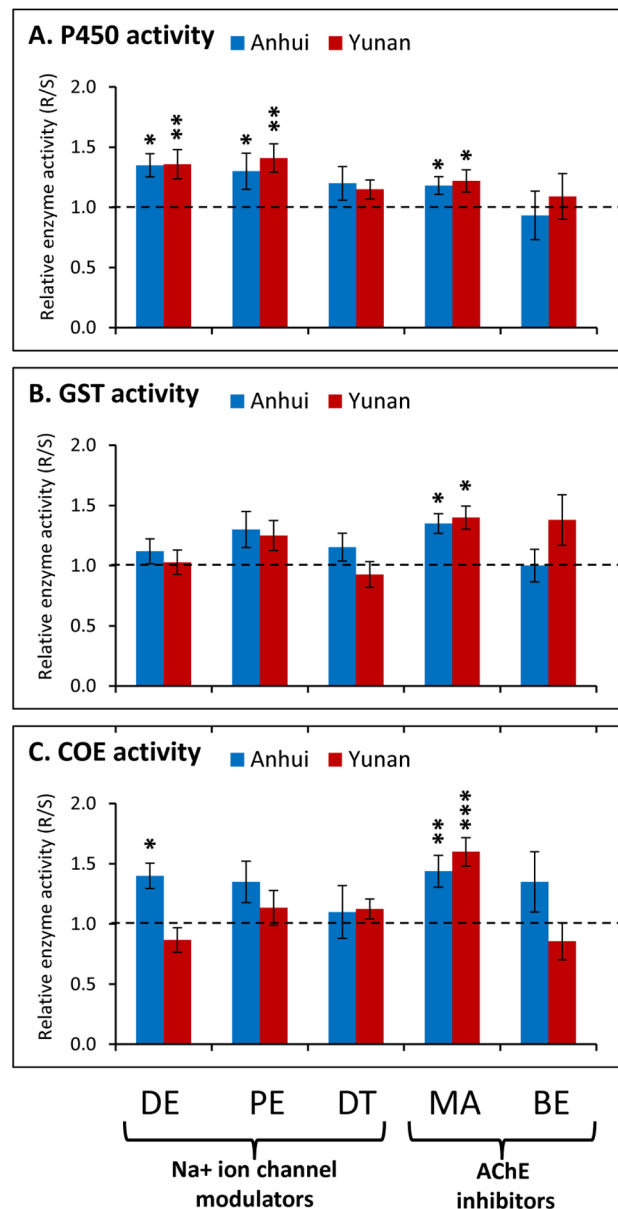 A. P450 activity
Anhui Yunan
Relative enzyme activity (R/S)
2.0
1.5
1.0
0.5
0.0
* ** * ** * *
B. GST activity
Anhui Yunan
Relative enzyme activity (R/S)
2.0
1.5
1.0
0.5
0.0
* *
C. COE activity
Anhui Yunan
Relative enzyme activity (R/S)
2.0
1.5
1.0
0.5
0.0
* ** ***
DE PE DT MA BE
Na+ ion channel
modulators
AChE
inhibitors